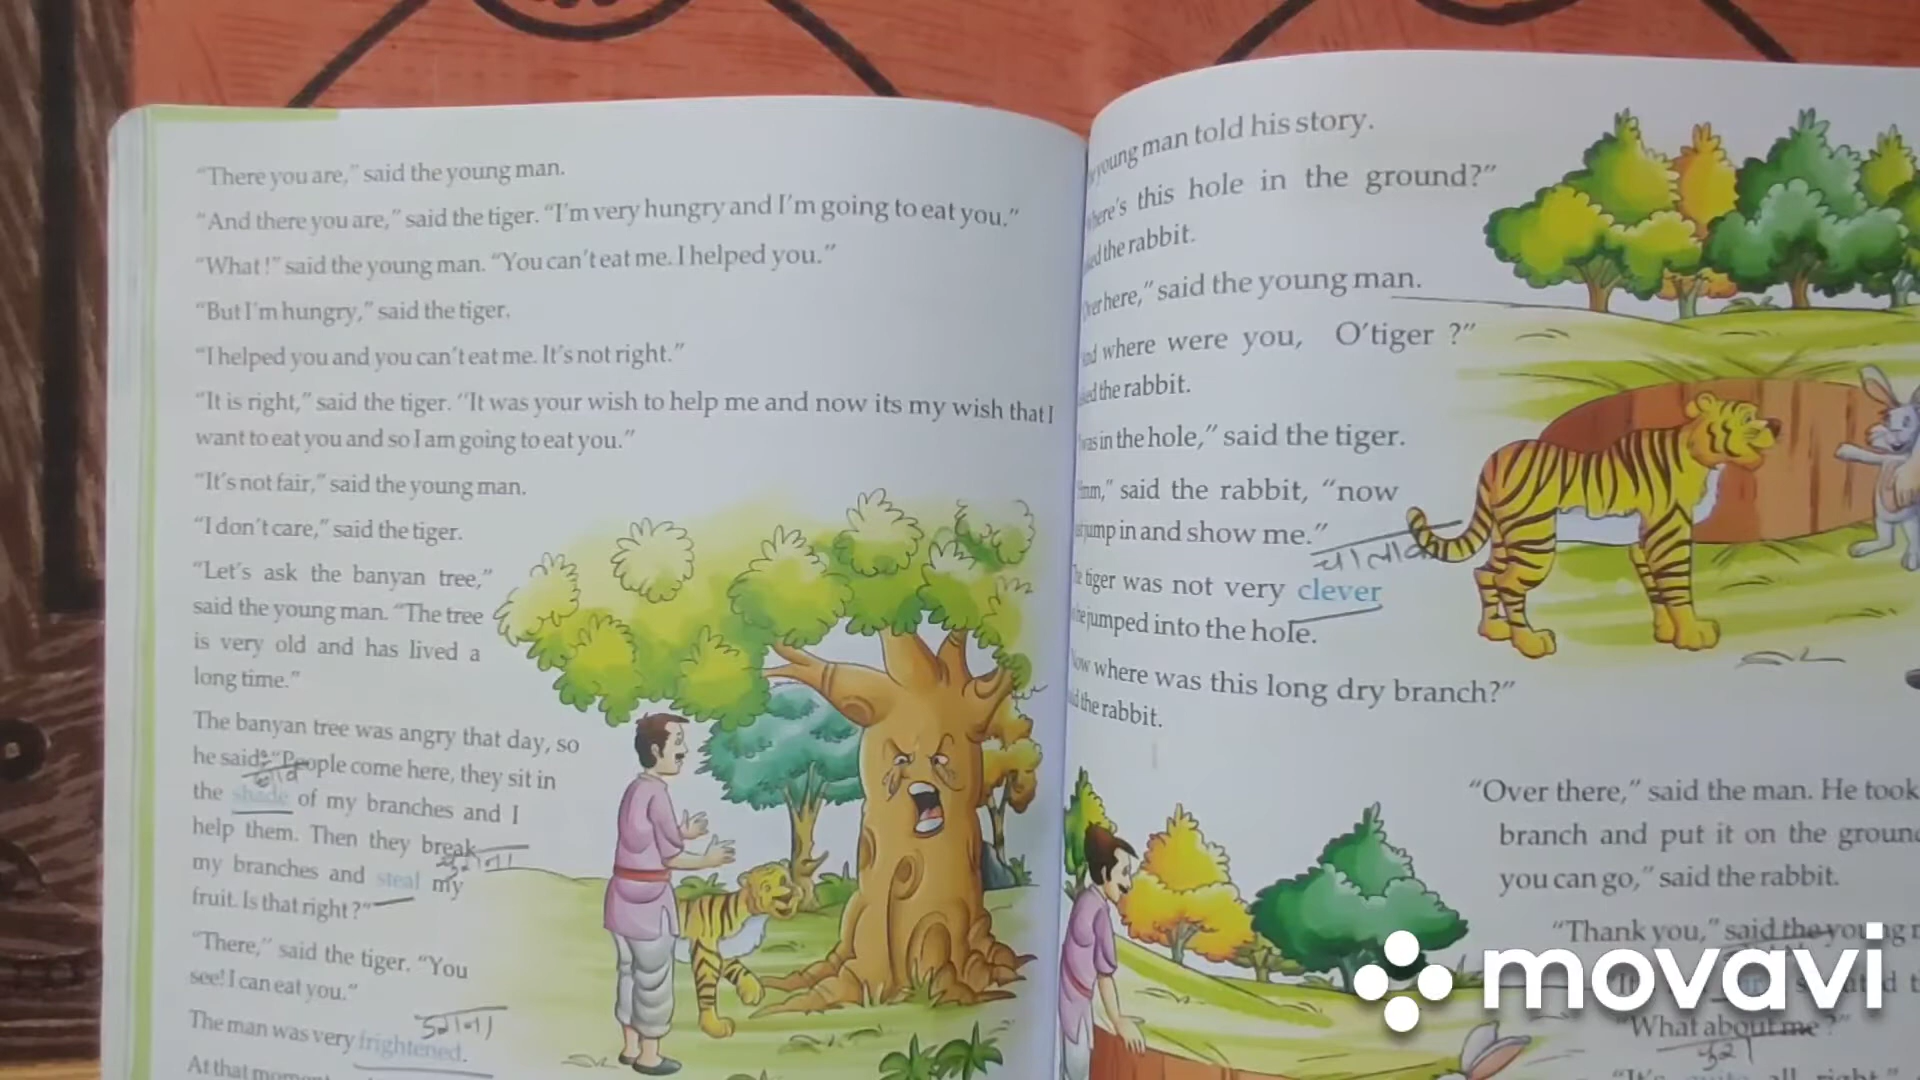 "There you are," said the young man.
"And there you are," said the tiger. "I'm very hungry and I'm going to eat you."
"What !" said the young man. "You can't eat me. I helped you."
"But I'm hungry," said the tiger.
"I helped you and you can't eat me. It's not right."
"It is right," said the tiger. "It was your wish to help me and now its my wish that I
want to eat you and so I am going to eat you."
"It's not fair," said the young man.
"I don't care," said the tiger.
"Let's ask the banyan tree,"
said the young man. "The tree
is very old and has lived a
long time."
The banyan tree was angry that day, so
he said: "People come here, they sit in
the shade of my branches and I
help them. Then they break
my branches and steal my
fruit. Is that right ?"
"There," said the tiger. "You
see! I can eat you."
The man was very frightened.
At that
young man told his story.
this hole in the ground?"
the rabbit.
here," said the young man.
where were you, O'tiger ?"
the rabbit.
in the hole," said the tiger.
said the rabbit, "now
jump in and show me."
चालाक
tiger was not very clever
jumped into the hole.
where was this long dry branch?"
the rabbit.
"Over there," said the man. He took
branch and put it on the ground
you can go," said the rabbit.
"Thank you," said the young
"What about me ?"
all right."
movavi